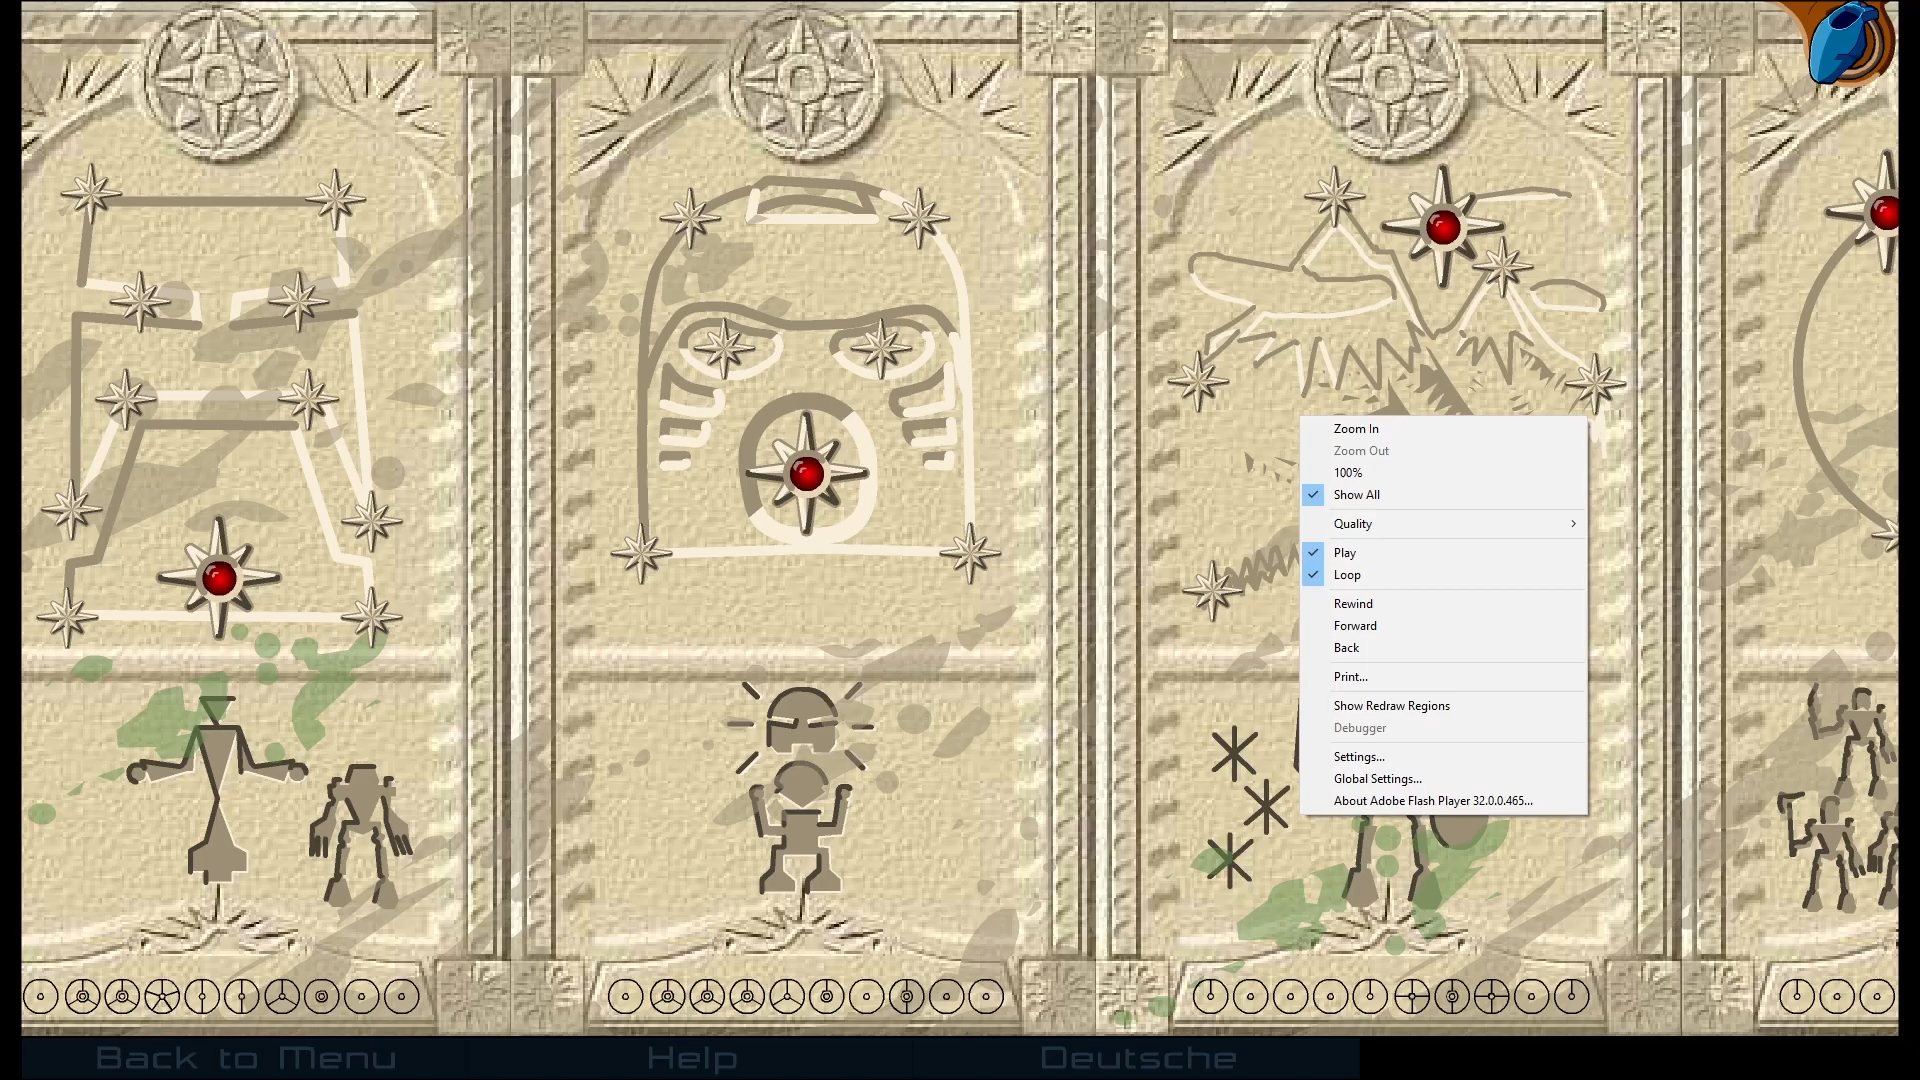 Zoom In
Zoom Out
100%
Show All
Quality
Play
Loop
Rewind
Forward
Back
Print...
Show Redraw Regions
Debugger
Settings...
Global Settings...
About Adobe Flash Player 32.0.0.465...
Back to Menu
Help
Deutsche